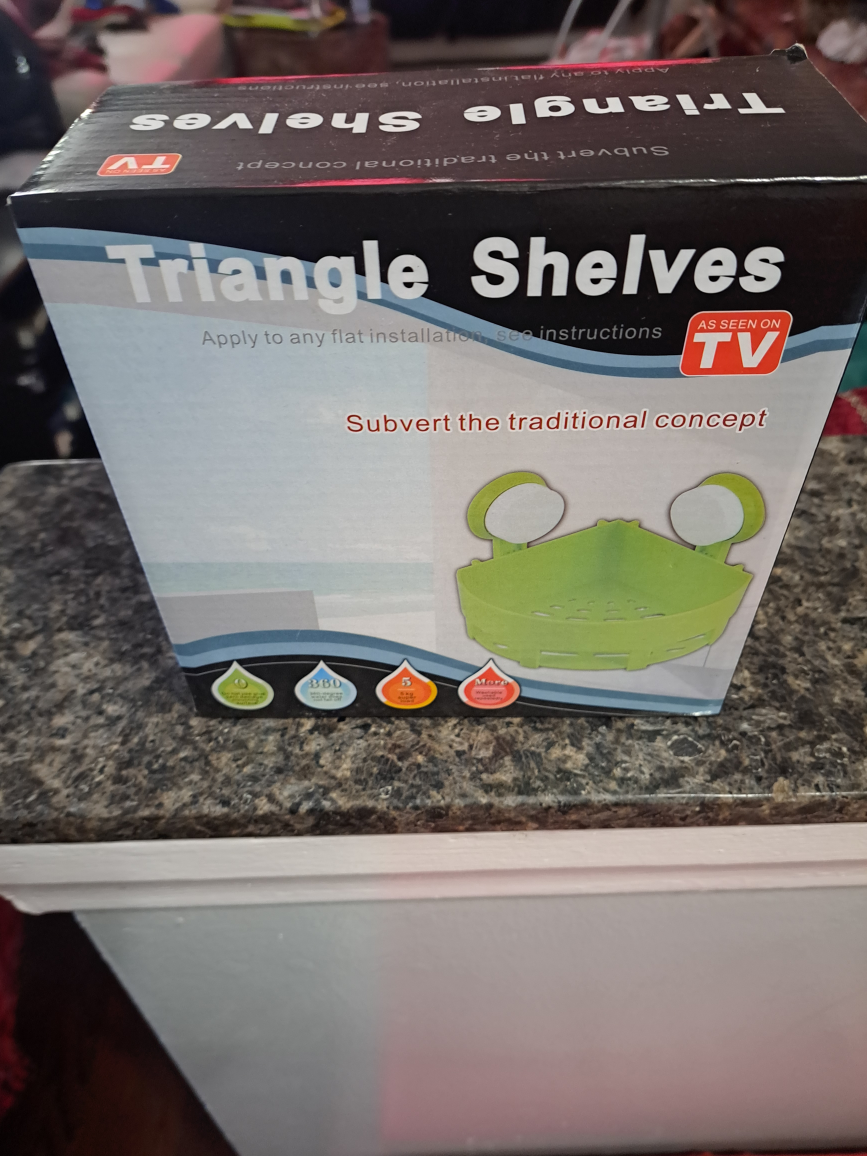 Apply to any flat installation, see instructions
Triangle Shelves
Subvert the traditional concept
AS SEEN ON
TV
Triangle Shelves
Apply to any flat installation, see instructions
AS SEEN ON
TV
Subvert the traditional concept
9
360
5
More